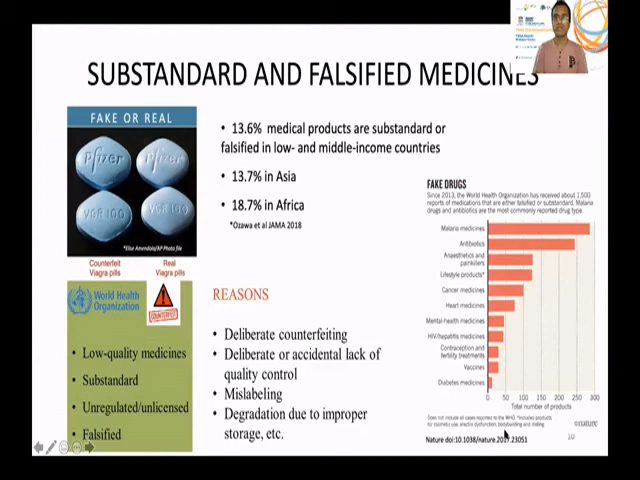 SUBSTANDARD AND FALSIFIED MEDICINES
FAKE OR REAL
Pfizer
Pfizer
VGR 100
VGR 100
*Elise Amendola/AP Photo file
Counterfeit
Viagra pills
Real
Viagra pills
World Health
Organization
COUNTERFEIT
• Low-quality medicines
• Substandard
• Unregulated/unlicensed
• Falsified
• 13.6% medical products are substandard or
falsified in low- and middle-income countries
• 13.7% in Asia
• 18.7% in Africa
*Ozawa et al JAMA 2018
REASONS
• Deliberate counterfeiting
• Deliberate or accidental lack of
quality control
• Mislabeling
• Degradation due to improper
storage, etc.
FAKE DRUGS
Since 2013, the World Health Organization has received about 1,500
reports of medications that are either falsified or substandard. Malaria
drugs and antibiotics are the most commonly reported drug type.
Malaria medicines
Antibiotics
Anaesthetics and
painkillers
Lifestyle products*
Cancer medicines
Heart medicines
Mental-health medicines
HIV/hepatitis medicines
Contraception and
fertility treatments
Vaccines
Diabetes medicines
0 50 100 150 200 250 300
Total number of products
Does not include all cases reported to the WHO. *Includes products
for cosmetic use, erectile dysfunction, bodybuilding and dieting.
©nature
Nature doi:10.1038/nature.2017.23051
10